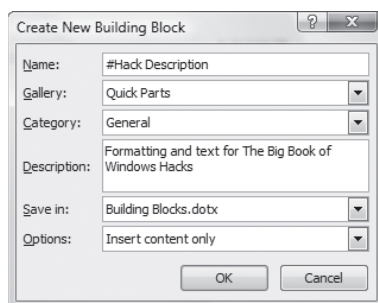 Create New Building Block
Name: #Hack Description
Gallery: Quick Parts
Category: General
Description: Formatting and text for The Big Book of
Windows Hacks
Save in: Building Blocks.dotx
Options: Insert content only
OK Cancel